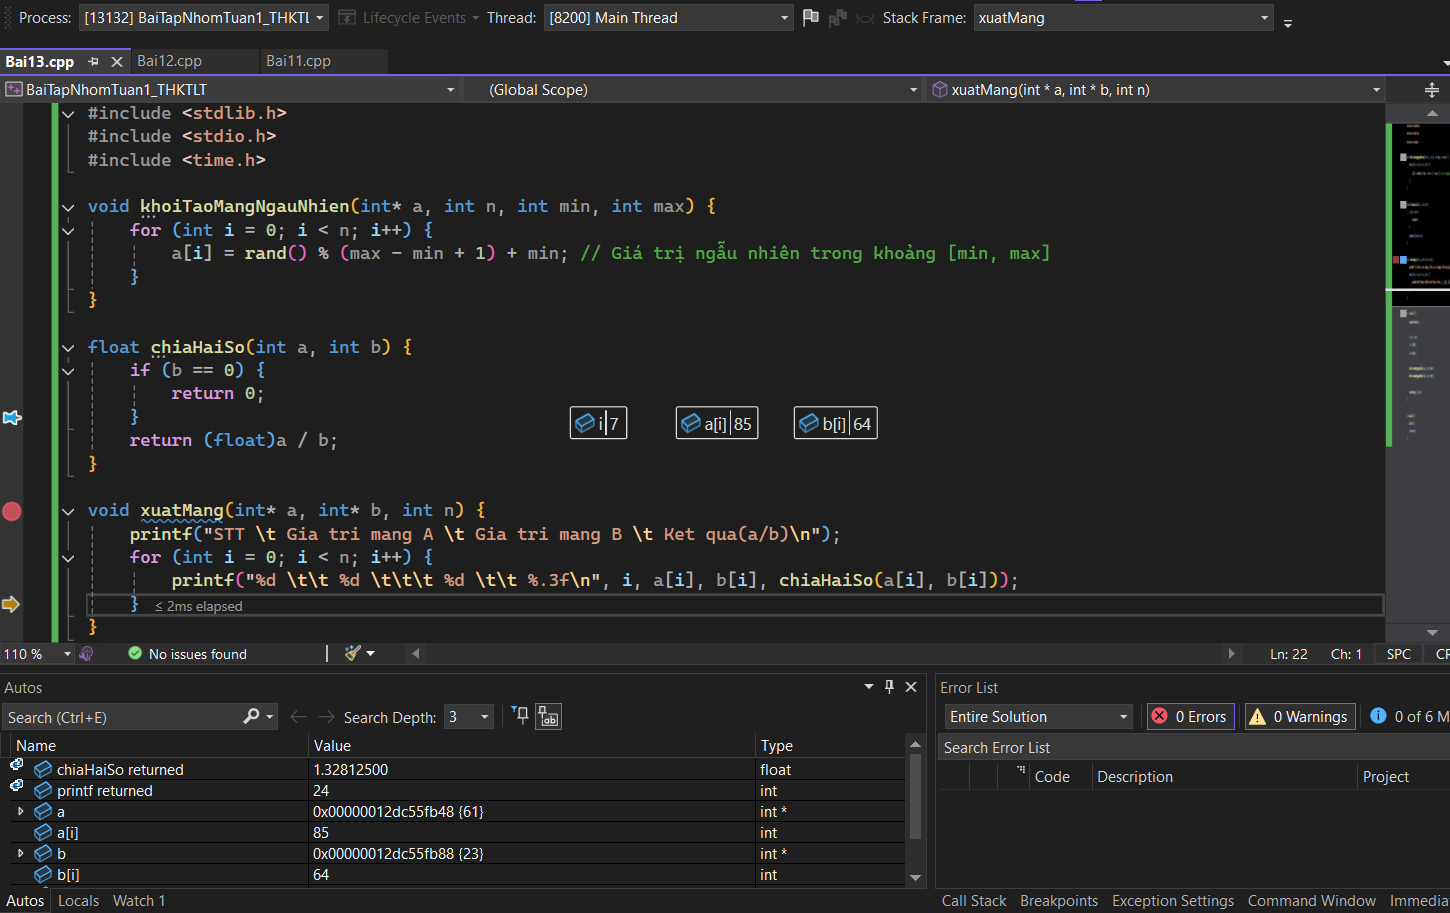 Process: [13132] BaiTapNhomTuan1_THKTL Lifecycle Events Thread: [8200] Main Thread Stack Frame: xuatMang
Bai13.cpp Bai12.cpp Bai11.cpp
BaiTapNhomTuan1_THKTLT (Global Scope) xuatMang(int * a, int * b, int n)
#include <stdlib.h>
#include <stdio.h>
#include <time.h>
void khoiTaoMangNgauNhien(int* a, int n, int min, int max) {
for (int i = 0; i < n; i++) {
a[i] = rand() % (max - min + 1) + min; // Giá trị ngẫu nhiên trong khoảng [min, max]
}
}
float chiaHaiSo(int a, int b) {
if (b == 0) {
return 0;
}
i 7 a[i] 85 b[i] 64
return (float)a / b;
}
void xuatMang(int* a, int* b, int n) {
printf("STT \t Gia tri mang A \t Gia tri mang B \t Ket qua(a/b)\n");
for (int i = 0; i < n; i++) {
printf("%d \t\t %d \t\t\t %d \t\t %.3f\n", i, a[i], b[i], chiaHaiSo(a[i], b[i]));
} ≤ 2ms elapsed
}
110 % No issues found Ln: 22 Ch: 1 SPC CR
Autos
Search (Ctrl+E) Search Depth: 3
Name Value Type
chiaHaiSo returned 1.32812500 float
printf returned 24 int
a 0x00000012dc55fb48 {61} int *
a[i] 85 int
b 0x00000012dc55fb88 {23} int *
b[i] 64 int
Autos Locals Watch 1
Error List
Entire Solution 0 Errors 0 Warnings 0 of 6 M
Search Error List
Code Description Project
Call Stack Breakpoints Exception Settings Command Window Immedia